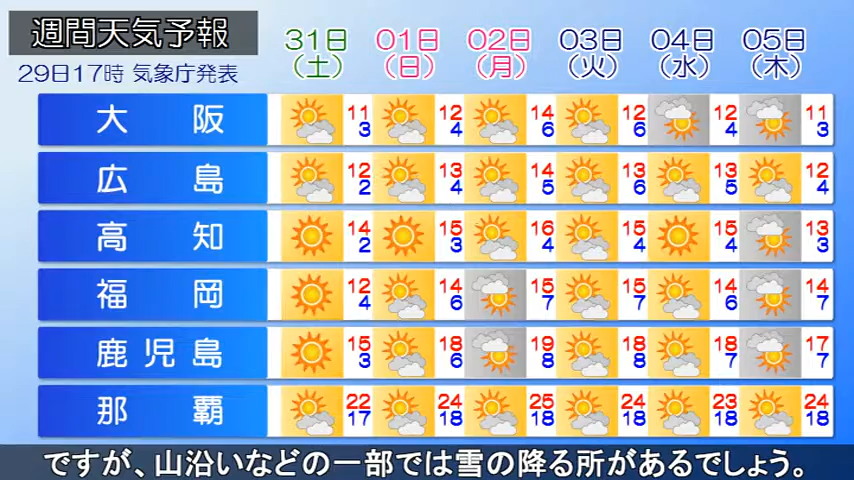 週間天気予報
29日17時 気象庁発表
31日 01日 02日 03日 04日 05日
(土) (日) (月) (火) (水) (木)
大阪 11 3 12 4 14 6 12 6 12 4 11 3
広島 12 2 13 4 14 5 13 6 13 5 12 4
高知 14 2 15 3 16 4 15 4 15 4 13 3
福岡 12 4 14 6 15 7 15 7 14 6 14 7
鹿児島 15 3 18 6 19 8 18 8 18 7 17 7
那覇 22 17 24 18 25 18 24 18 23 18 24 18
ですが、山沿いなどの一部では雪の降る所があるでしょう。